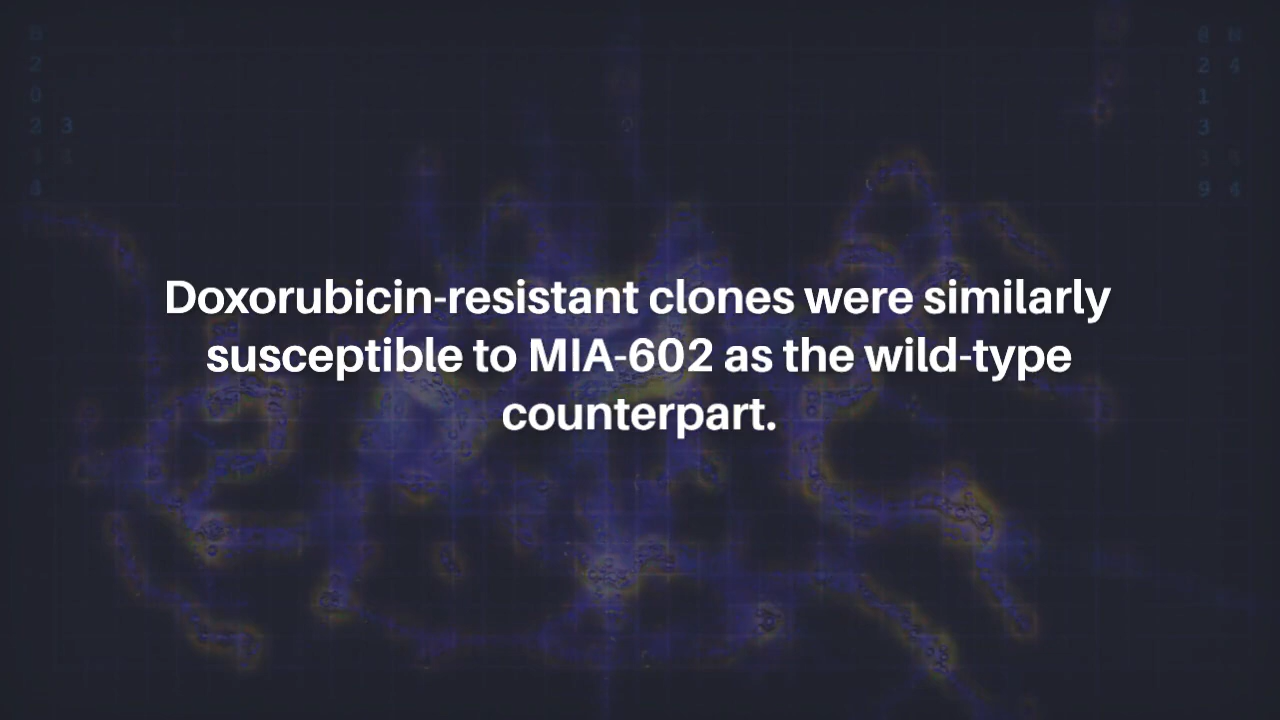 Doxorubicin-resistant clones were similarly
susceptible to MIA-602 as the wild-type
counterpart.